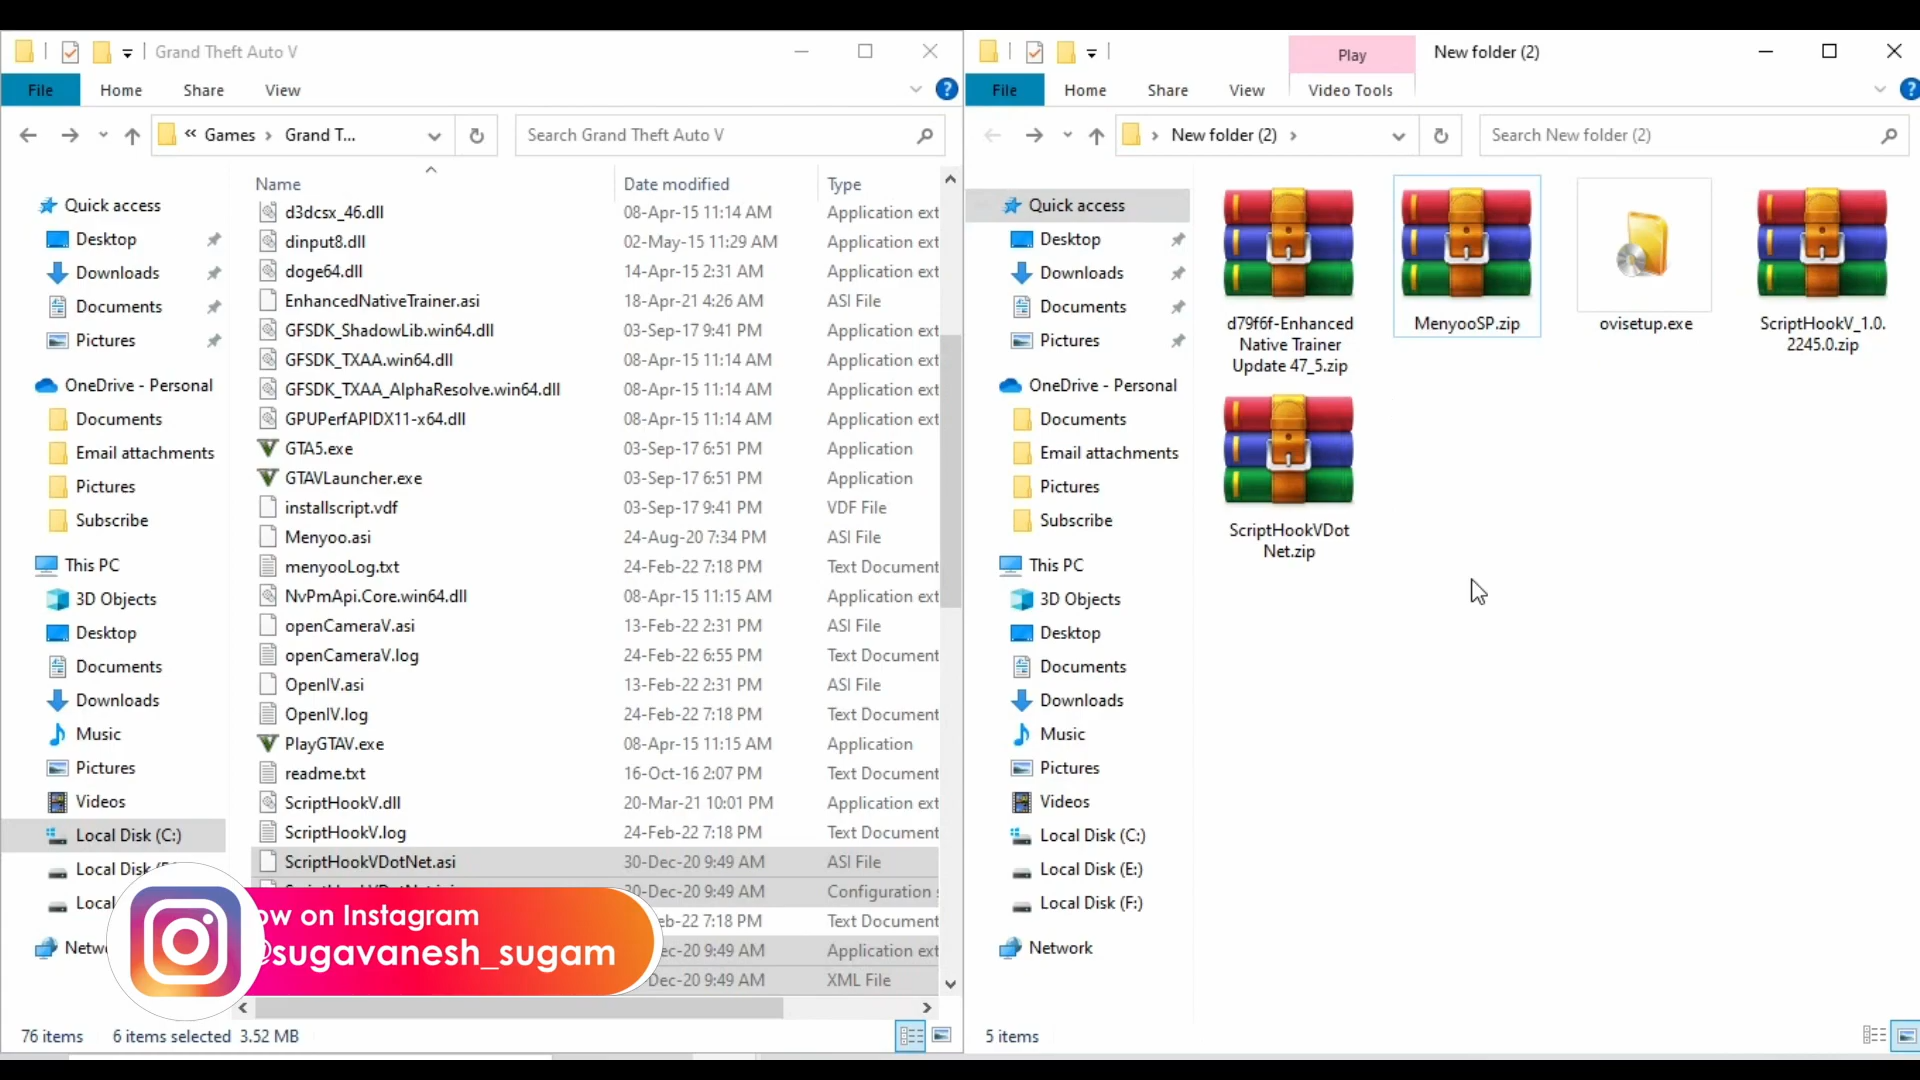 Grand Theft Auto V
File
Home
Share
View
Games
Grand T...
Search Grand Theft Auto V
Name
Date modified
Type
Quick access
Desktop
Downloads
Documents
Pictures
OneDrive - Personal
Documents
Email attachments
Pictures
Subscribe
This PC
3D Objects
Desktop
Documents
Downloads
Music
Pictures
Videos
Local Disk (C:)
Local Disk
Local
d3dcsx_46.dll 08-Apr-15 11:14 AM Application ext
dinput8.dll 02-May-15 11:29 AM Application ext
doge64.dll 14-Apr-15 2:31 AM Application ext
EnhancedNativeTrainer.asi 18-Apr-21 4:26 AM ASI File
GFSDK_ShadowLib.win64.dll 03-Sep-17 9:41 PM Application ext
GFSDK_TXAA.win64.dll 08-Apr-15 11:14 AM Application ext
GFSDK_TXAA_AlphaResolve.win64.dll 08-Apr-15 11:14 AM Application ext
GPUPerfAPIDX11-x64.dll 08-Apr-15 11:14 AM Application ext
GTA5.exe 03-Sep-17 6:51 PM Application
GTAVLauncher.exe 03-Sep-17 6:51 PM Application
installscript.vdf 03-Sep-17 9:41 PM VDF File
Menyoo.asi 24-Aug-20 7:34 PM ASI File
menyooLog.txt 24-Feb-22 7:18 PM Text Document
NvPmApi.Core.win64.dll 08-Apr-15 11:15 AM Application ext
openCameraV.asi 13-Feb-22 2:31 PM ASI File
openCameraV.log 24-Feb-22 6:55 PM Text Document
OpenIV.asi 13-Feb-22 2:31 PM ASI File
OpenIV.log 24-Feb-22 7:18 PM Text Document
PlayGTAV.exe 08-Apr-15 11:15 AM Application
readme.txt 16-Oct-16 2:07 PM Text Document
ScriptHookV.dll 20-Mar-21 10:01 PM Application ext
ScriptHookV.log 24-Feb-22 7:18 PM Text Document
ScriptHookVDotNet.asi 30-Dec-20 9:49 AM ASI File
30-Dec-20 9:49 AM Configuration s
eb-22 7:18 PM Text Document
Dec-20 9:49 AM Application ext
Dec-20 9:49 AM XML File
ow on Instagram
@sugavanesh_sugam
76 items
6 items selected 3.52 MB
Play
New folder (2)
File
Home
Share
View
Video Tools
New folder (2)
Search New folder (2)
Quick access
Desktop
Downloads
Documents
Pictures
OneDrive - Personal
Documents
Email attachments
Pictures
Subscribe
This PC
3D Objects
Desktop
Documents
Downloads
Music
Pictures
Videos
Local Disk (C:)
Local Disk (E:)
Local Disk (F:)
Network
d79f6f-Enhanced
Native Trainer
Update 47_5.zip
MenyooSP.zip
ovisetup.exe
ScriptHookV_1.0.
2245.0.zip
ScriptHookVDot
Net.zip
5 items